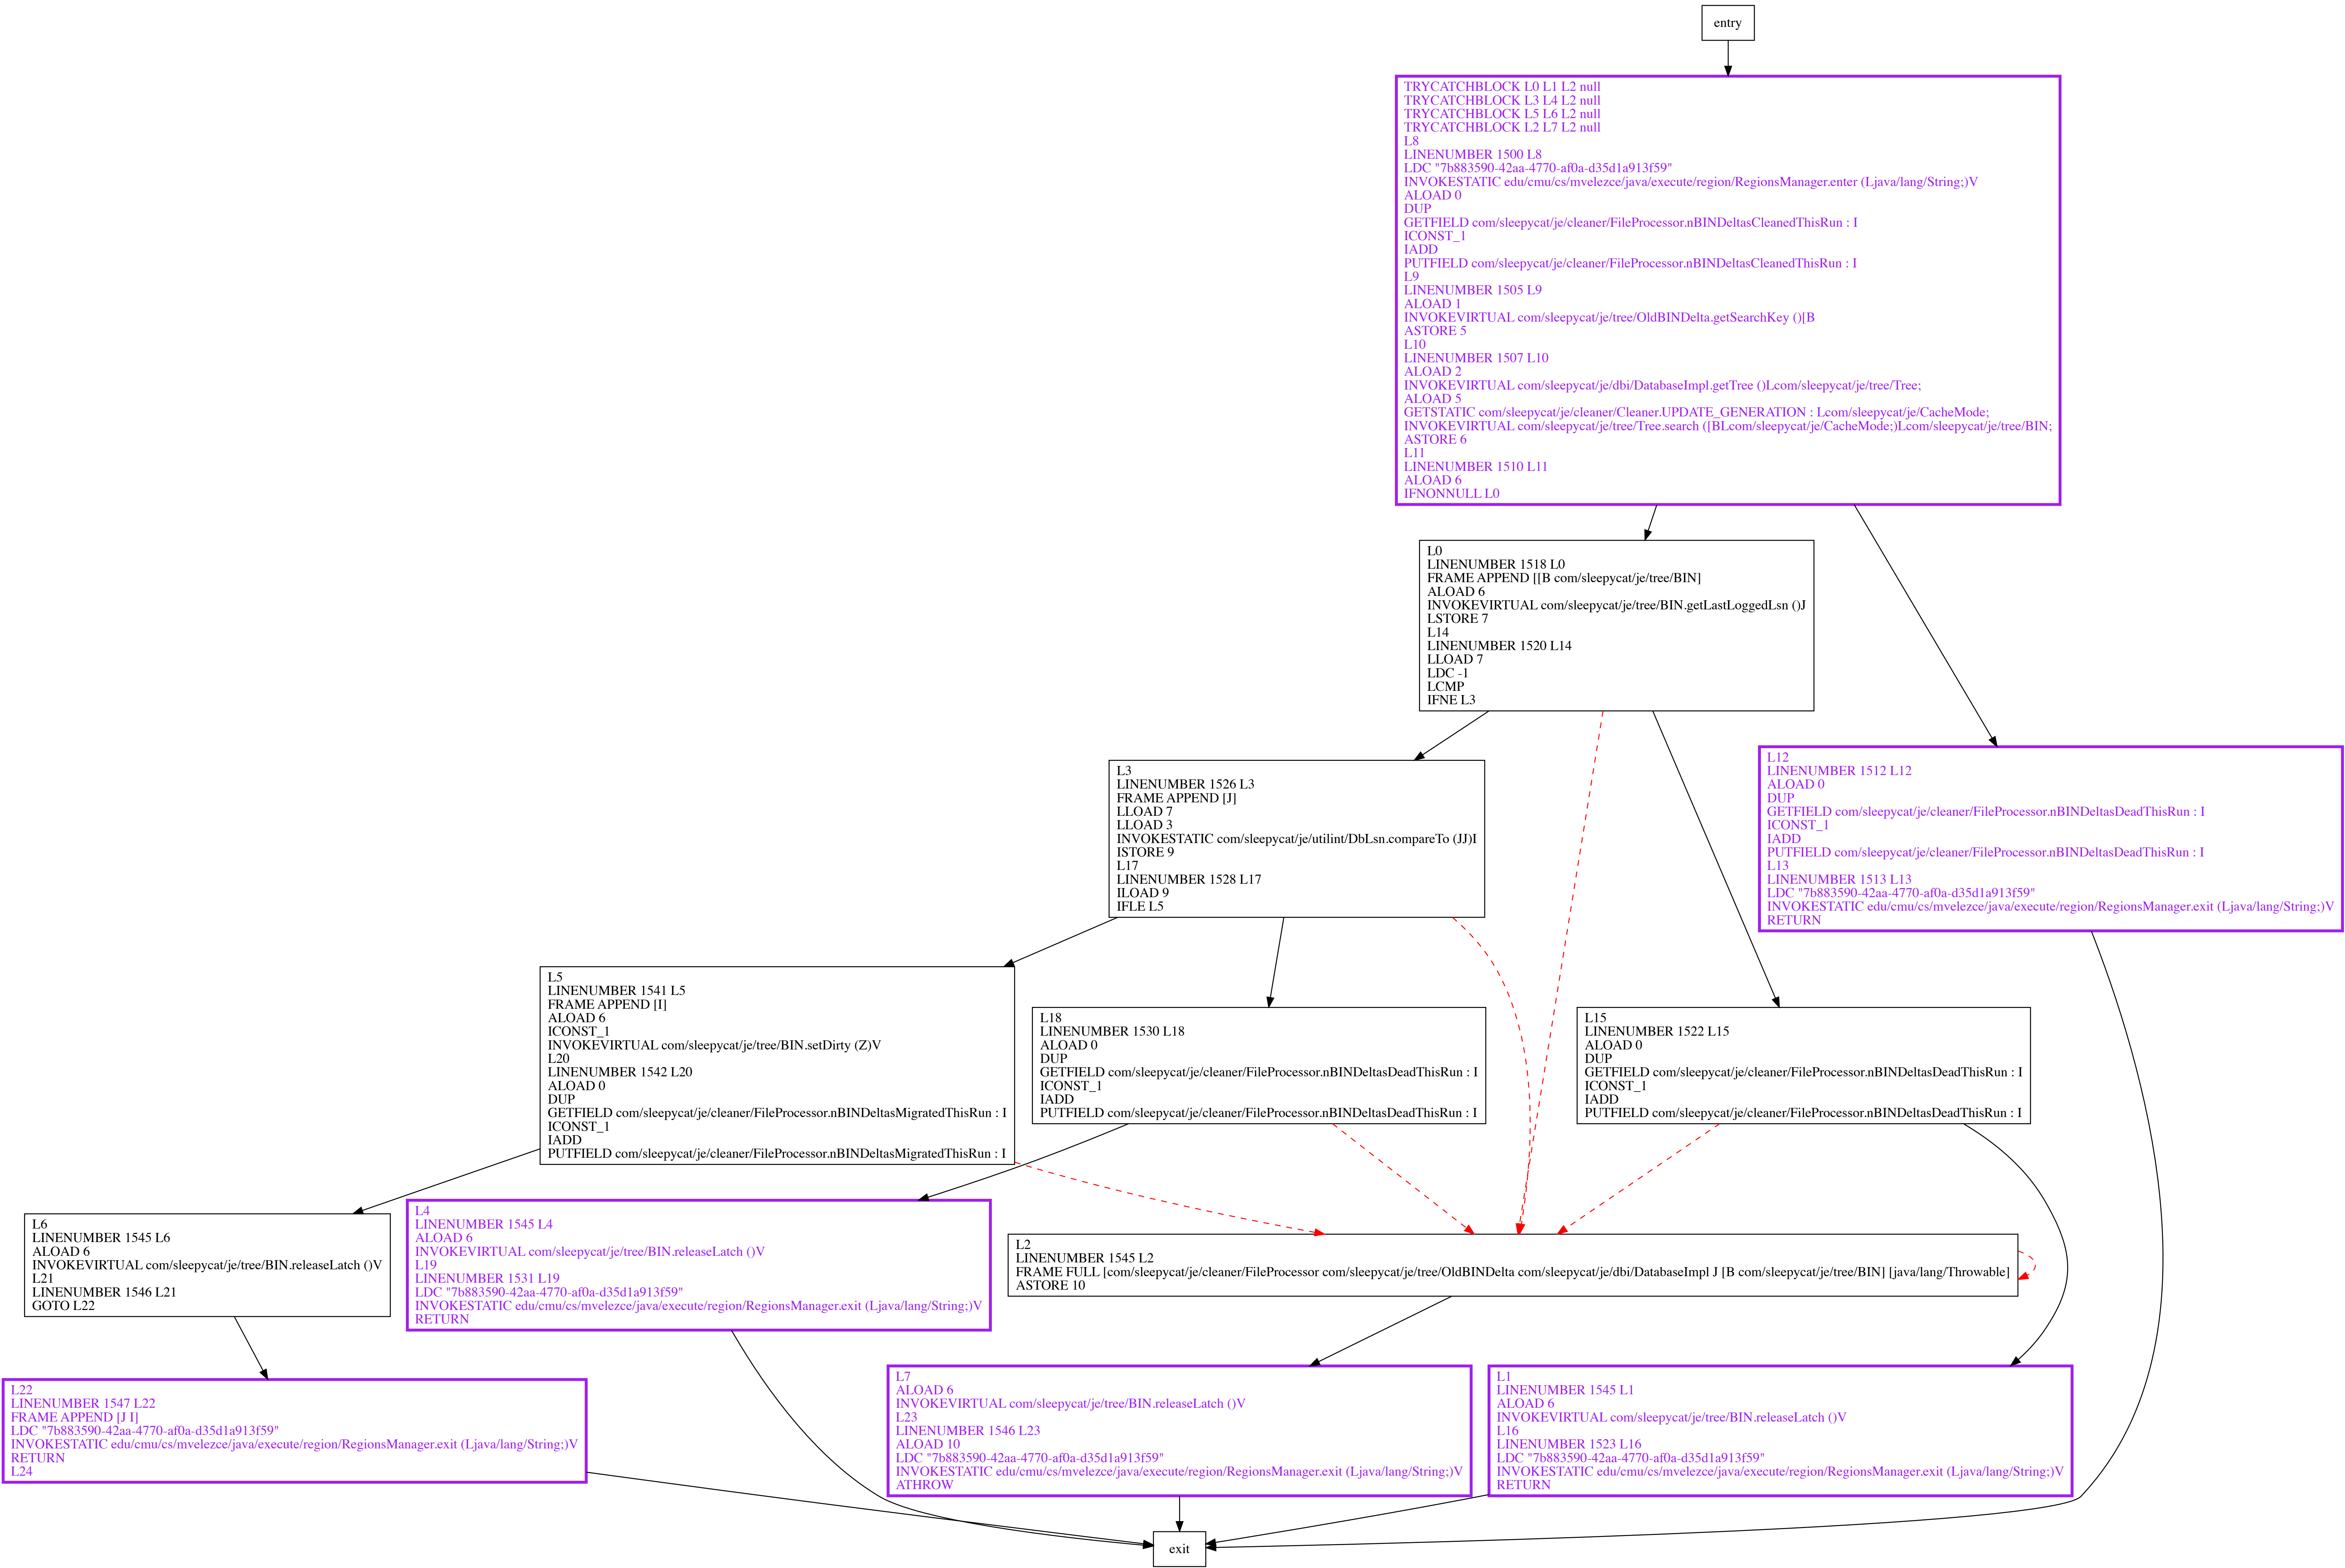 entry
TRYCATCHBLOCK L0 L1 L2 null
TRYCATCHBLOCK L3 L4 L2 null
TRYCATCHBLOCK L5 L6 L2 null
TRYCATCHBLOCK L2 L7 L2 null
L8
LINENUMBER 1500 L8
LDC "7b883590-42aa-4770-af0a-d35d1a913f59"
INVOKESTATIC edu/cmu/cs/mvelezce/java/execute/region/RegionsManager.enter (Ljava/lang/String;)V
ALOAD 0
DUP
GETFIELD com/sleepycat/je/cleaner/FileProcessor.nBINDeltasCleanedThisRun : I
ICONST_1
IADD
PUTFIELD com/sleepycat/je/cleaner/FileProcessor.nBINDeltasCleanedThisRun : I
L9
LINENUMBER 1505 L9
ALOAD 1
INVOKEVIRTUAL com/sleepycat/je/tree/OldBINDelta.getSearchKey ()[B
ASTORE 5
L10
LINENUMBER 1507 L10
ALOAD 2
INVOKEVIRTUAL com/sleepycat/je/dbi/DatabaseImpl.getTree ()Lcom/sleepycat/je/tree/Tree;
ALOAD 5
GETSTATIC com/sleepycat/je/cleaner/Cleaner.UPDATE_GENERATION : Lcom/sleepycat/je/CacheMode;
INVOKEVIRTUAL com/sleepycat/je/tree/Tree.search ([BLcom/sleepycat/je/CacheMode;)Lcom/sleepycat/je/tree/BIN;
ASTORE 6
L11
LINENUMBER 1510 L11
ALOAD 6
IFNONNULL L0
L0
LINENUMBER 1518 L0
FRAME APPEND [[B com/sleepycat/je/tree/BIN]
ALOAD 6
INVOKEVIRTUAL com/sleepycat/je/tree/BIN.getLastLoggedLsn ()J
LSTORE 7
L14
LINENUMBER 1520 L14
LLOAD 7
LDC -1
LCMP
IFNE L3
L12
LINENUMBER 1512 L12
ALOAD 0
DUP
GETFIELD com/sleepycat/je/cleaner/FileProcessor.nBINDeltasDeadThisRun : I
ICONST_1
IADD
PUTFIELD com/sleepycat/je/cleaner/FileProcessor.nBINDeltasDeadThisRun : I
L13
LINENUMBER 1513 L13
LDC "7b883590-42aa-4770-af0a-d35d1a913f59"
INVOKESTATIC edu/cmu/cs/mvelezce/java/execute/region/RegionsManager.exit (Ljava/lang/String;)V
RETURN
L3
LINENUMBER 1526 L3
FRAME APPEND [J]
LLOAD 7
LLOAD 3
INVOKESTATIC com/sleepycat/je/utilint/DbLsn.compareTo (JJ)I
ISTORE 9
L17
LINENUMBER 1528 L17
ILOAD 9
IFLE L5
L5
LINENUMBER 1541 L5
FRAME APPEND [I]
ALOAD 6
ICONST_1
INVOKEVIRTUAL com/sleepycat/je/tree/BIN.setDirty (Z)V
L20
LINENUMBER 1542 L20
ALOAD 0
DUP
GETFIELD com/sleepycat/je/cleaner/FileProcessor.nBINDeltasMigratedThisRun : I
ICONST_1
IADD
PUTFIELD com/sleepycat/je/cleaner/FileProcessor.nBINDeltasMigratedThisRun : I
L18
LINENUMBER 1530 L18
ALOAD 0
DUP
GETFIELD com/sleepycat/je/cleaner/FileProcessor.nBINDeltasDeadThisRun : I
ICONST_1
IADD
PUTFIELD com/sleepycat/je/cleaner/FileProcessor.nBINDeltasDeadThisRun : I
L15
LINENUMBER 1522 L15
ALOAD 0
DUP
GETFIELD com/sleepycat/je/cleaner/FileProcessor.nBINDeltasDeadThisRun : I
ICONST_1
IADD
PUTFIELD com/sleepycat/je/cleaner/FileProcessor.nBINDeltasDeadThisRun : I
L6
LINENUMBER 1545 L6
ALOAD 6
INVOKEVIRTUAL com/sleepycat/je/tree/BIN.releaseLatch ()V
L21
LINENUMBER 1546 L21
GOTO L22
L4
LINENUMBER 1545 L4
ALOAD 6
INVOKEVIRTUAL com/sleepycat/je/tree/BIN.releaseLatch ()V
L19
LINENUMBER 1531 L19
LDC "7b883590-42aa-4770-af0a-d35d1a913f59"
INVOKESTATIC edu/cmu/cs/mvelezce/java/execute/region/RegionsManager.exit (Ljava/lang/String;)V
RETURN
L2
LINENUMBER 1545 L2
FRAME FULL [com/sleepycat/je/cleaner/FileProcessor com/sleepycat/je/tree/OldBINDelta com/sleepycat/je/dbi/DatabaseImpl J [B com/sleepycat/je/tree/BIN] [java/lang/Throwable]
ASTORE 10
L22
LINENUMBER 1547 L22
FRAME APPEND [J I]
LDC "7b883590-42aa-4770-af0a-d35d1a913f59"
INVOKESTATIC edu/cmu/cs/mvelezce/java/execute/region/RegionsManager.exit (Ljava/lang/String;)V
RETURN
L24
L7
ALOAD 6
INVOKEVIRTUAL com/sleepycat/je/tree/BIN.releaseLatch ()V
L23
LINENUMBER 1546 L23
ALOAD 10
LDC "7b883590-42aa-4770-af0a-d35d1a913f59"
INVOKESTATIC edu/cmu/cs/mvelezce/java/execute/region/RegionsManager.exit (Ljava/lang/String;)V
ATHROW
L1
LINENUMBER 1545 L1
ALOAD 6
INVOKEVIRTUAL com/sleepycat/je/tree/BIN.releaseLatch ()V
L16
LINENUMBER 1523 L16
LDC "7b883590-42aa-4770-af0a-d35d1a913f59"
INVOKESTATIC edu/cmu/cs/mvelezce/java/execute/region/RegionsManager.exit (Ljava/lang/String;)V
RETURN
exit